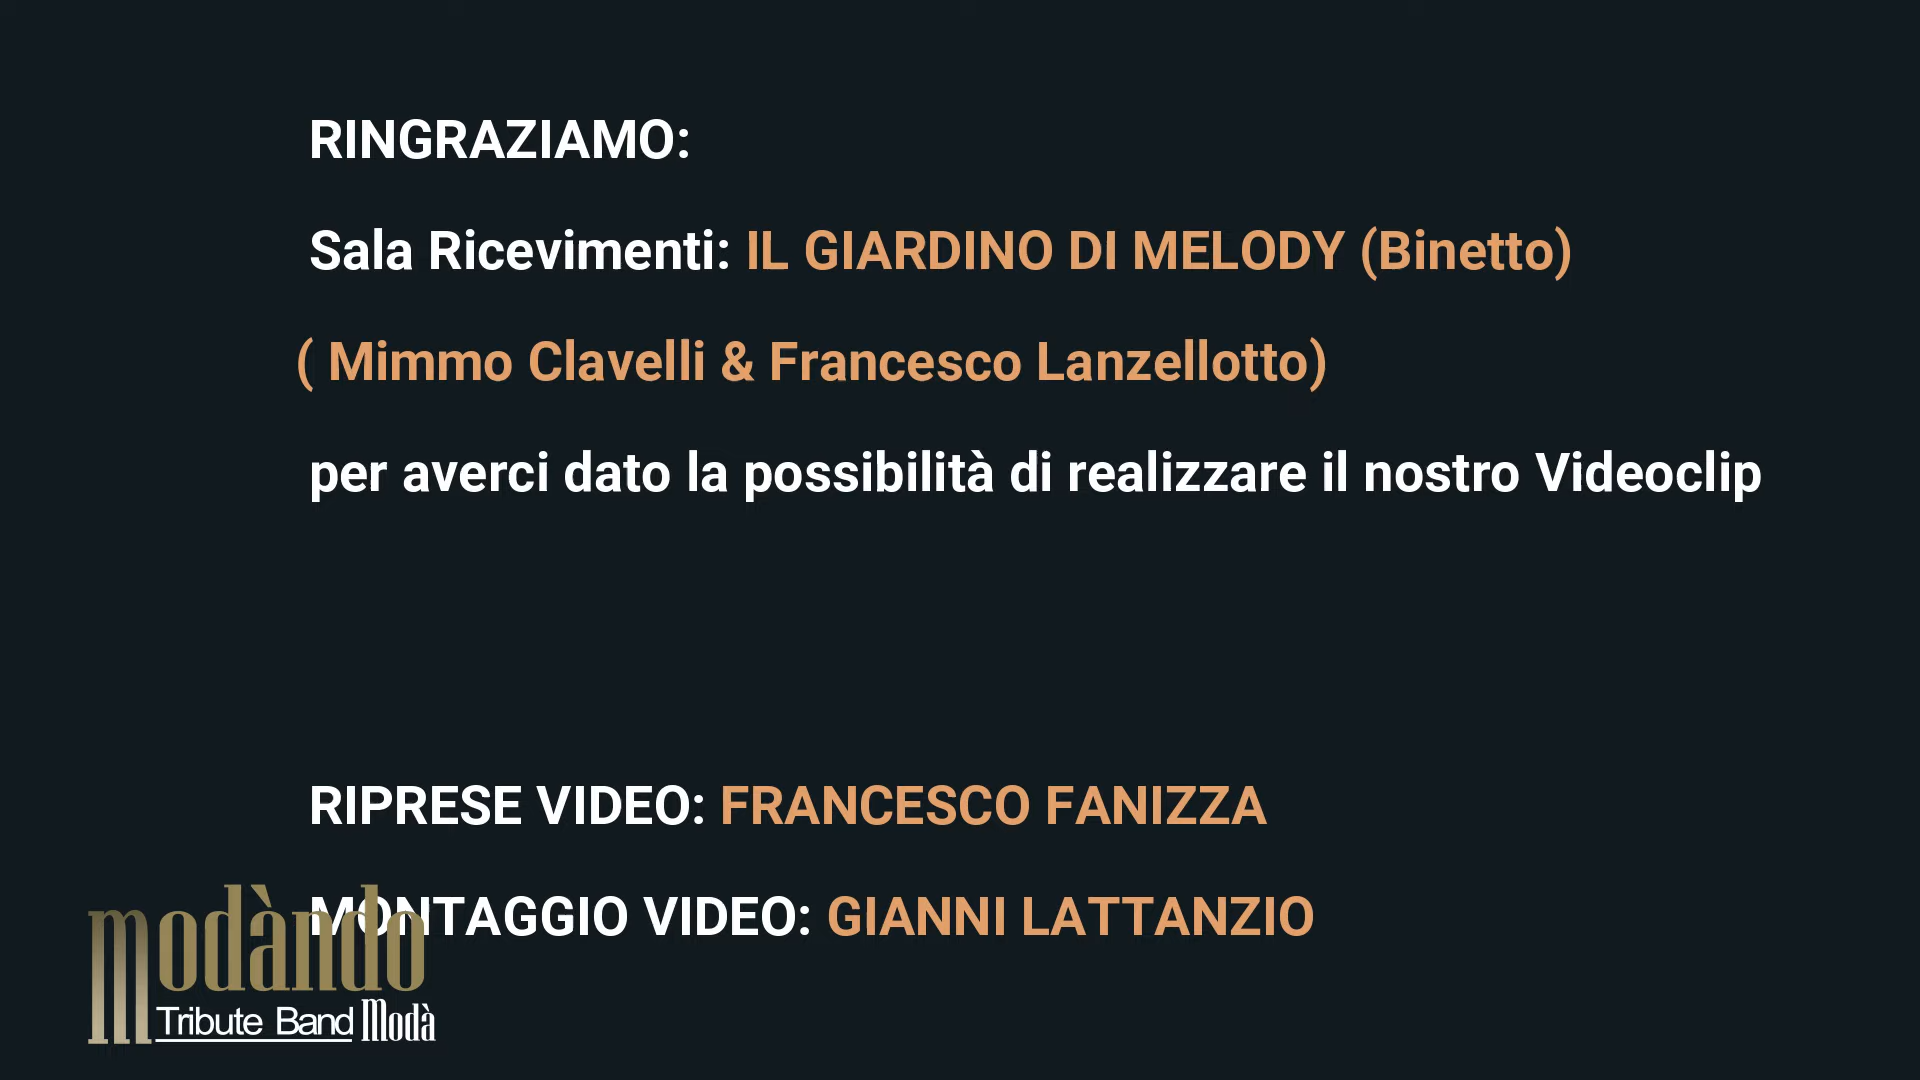 RINGRAZIAMO:
Sala Ricevimenti: IL GIARDINO DI MELODY (Binetto)
( Mimmo Clavelli & Francesco Lanzellotto)
per averci dato la possibilità di realizzare il nostro Videoclip
RIPRESE VIDEO: FRANCESCO FANIZZA
MONTAGGIO VIDEO: GIANNI LATTANZIO
modàndo
Tribute Band Modà